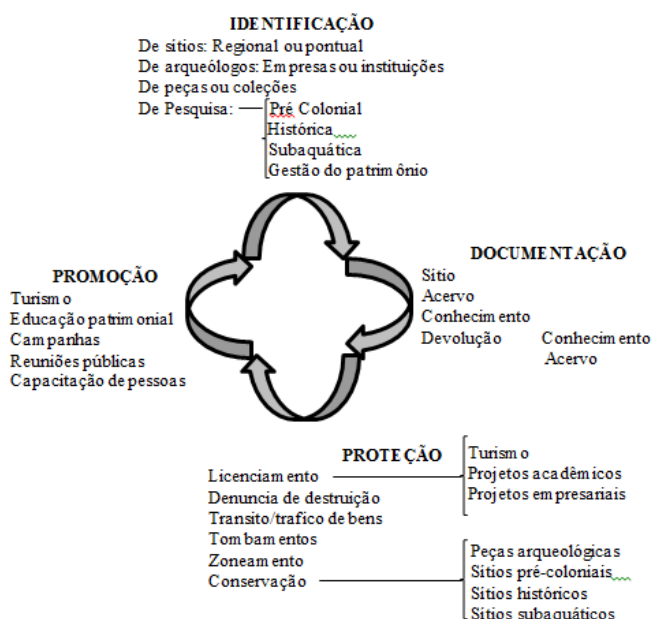 IDENTIFICAÇÃO
De sítios: Regional ou pontual
De arqueólogos: Empresas ou instituições
De peças ou coleções
De Pesquisa:
Pré Colonial
Histórica
Subaquática
Gestão do patrimônio
DOCUMENTAÇÃO
Sítio
Acervo
Conhecimento
Devolução Conhecimento
Acervo
PROMOÇÃO
Turismo
Educação patrimonial
Campanhas
Reuniões públicas
Capacitação de pessoas
PROTEÇÃO
Licenciamento
Turismo
Projetos acadêmicos
Projetos empresariais
Denuncia de destruição
Transito/trafico de bens
Tombamentos
Zoneamento
Conservação
Peças arqueológicas
Sítios pré-coloniais
Sítios históricos
Sítios subaquáticos